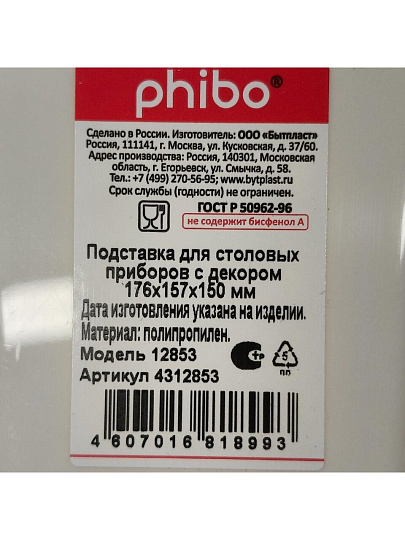 phibo®
Сделано в России. Изготовитель: ООО «Бытпласт»
Россия, 111141, г. Москва, ул. Кусковская, д. 37/60.
Адрес производства: Россия, 140301, Московская
область, г. Егорьевск, ул. Смычка, д. 58.
Тел.: +7 (499) 270-56-95; www.bytplast.ru
Срок службы (годности) не ограничен.
ГОСТ Р 50962-96
не содержит бисфенол А
Подставка для столовых
приборов с декором
176х157х150 мм
Дата изготовления указана на изделии.
Материал: полипропилен.
Модель 12853
Артикул 4312853
5
ПП
4 607016 818993